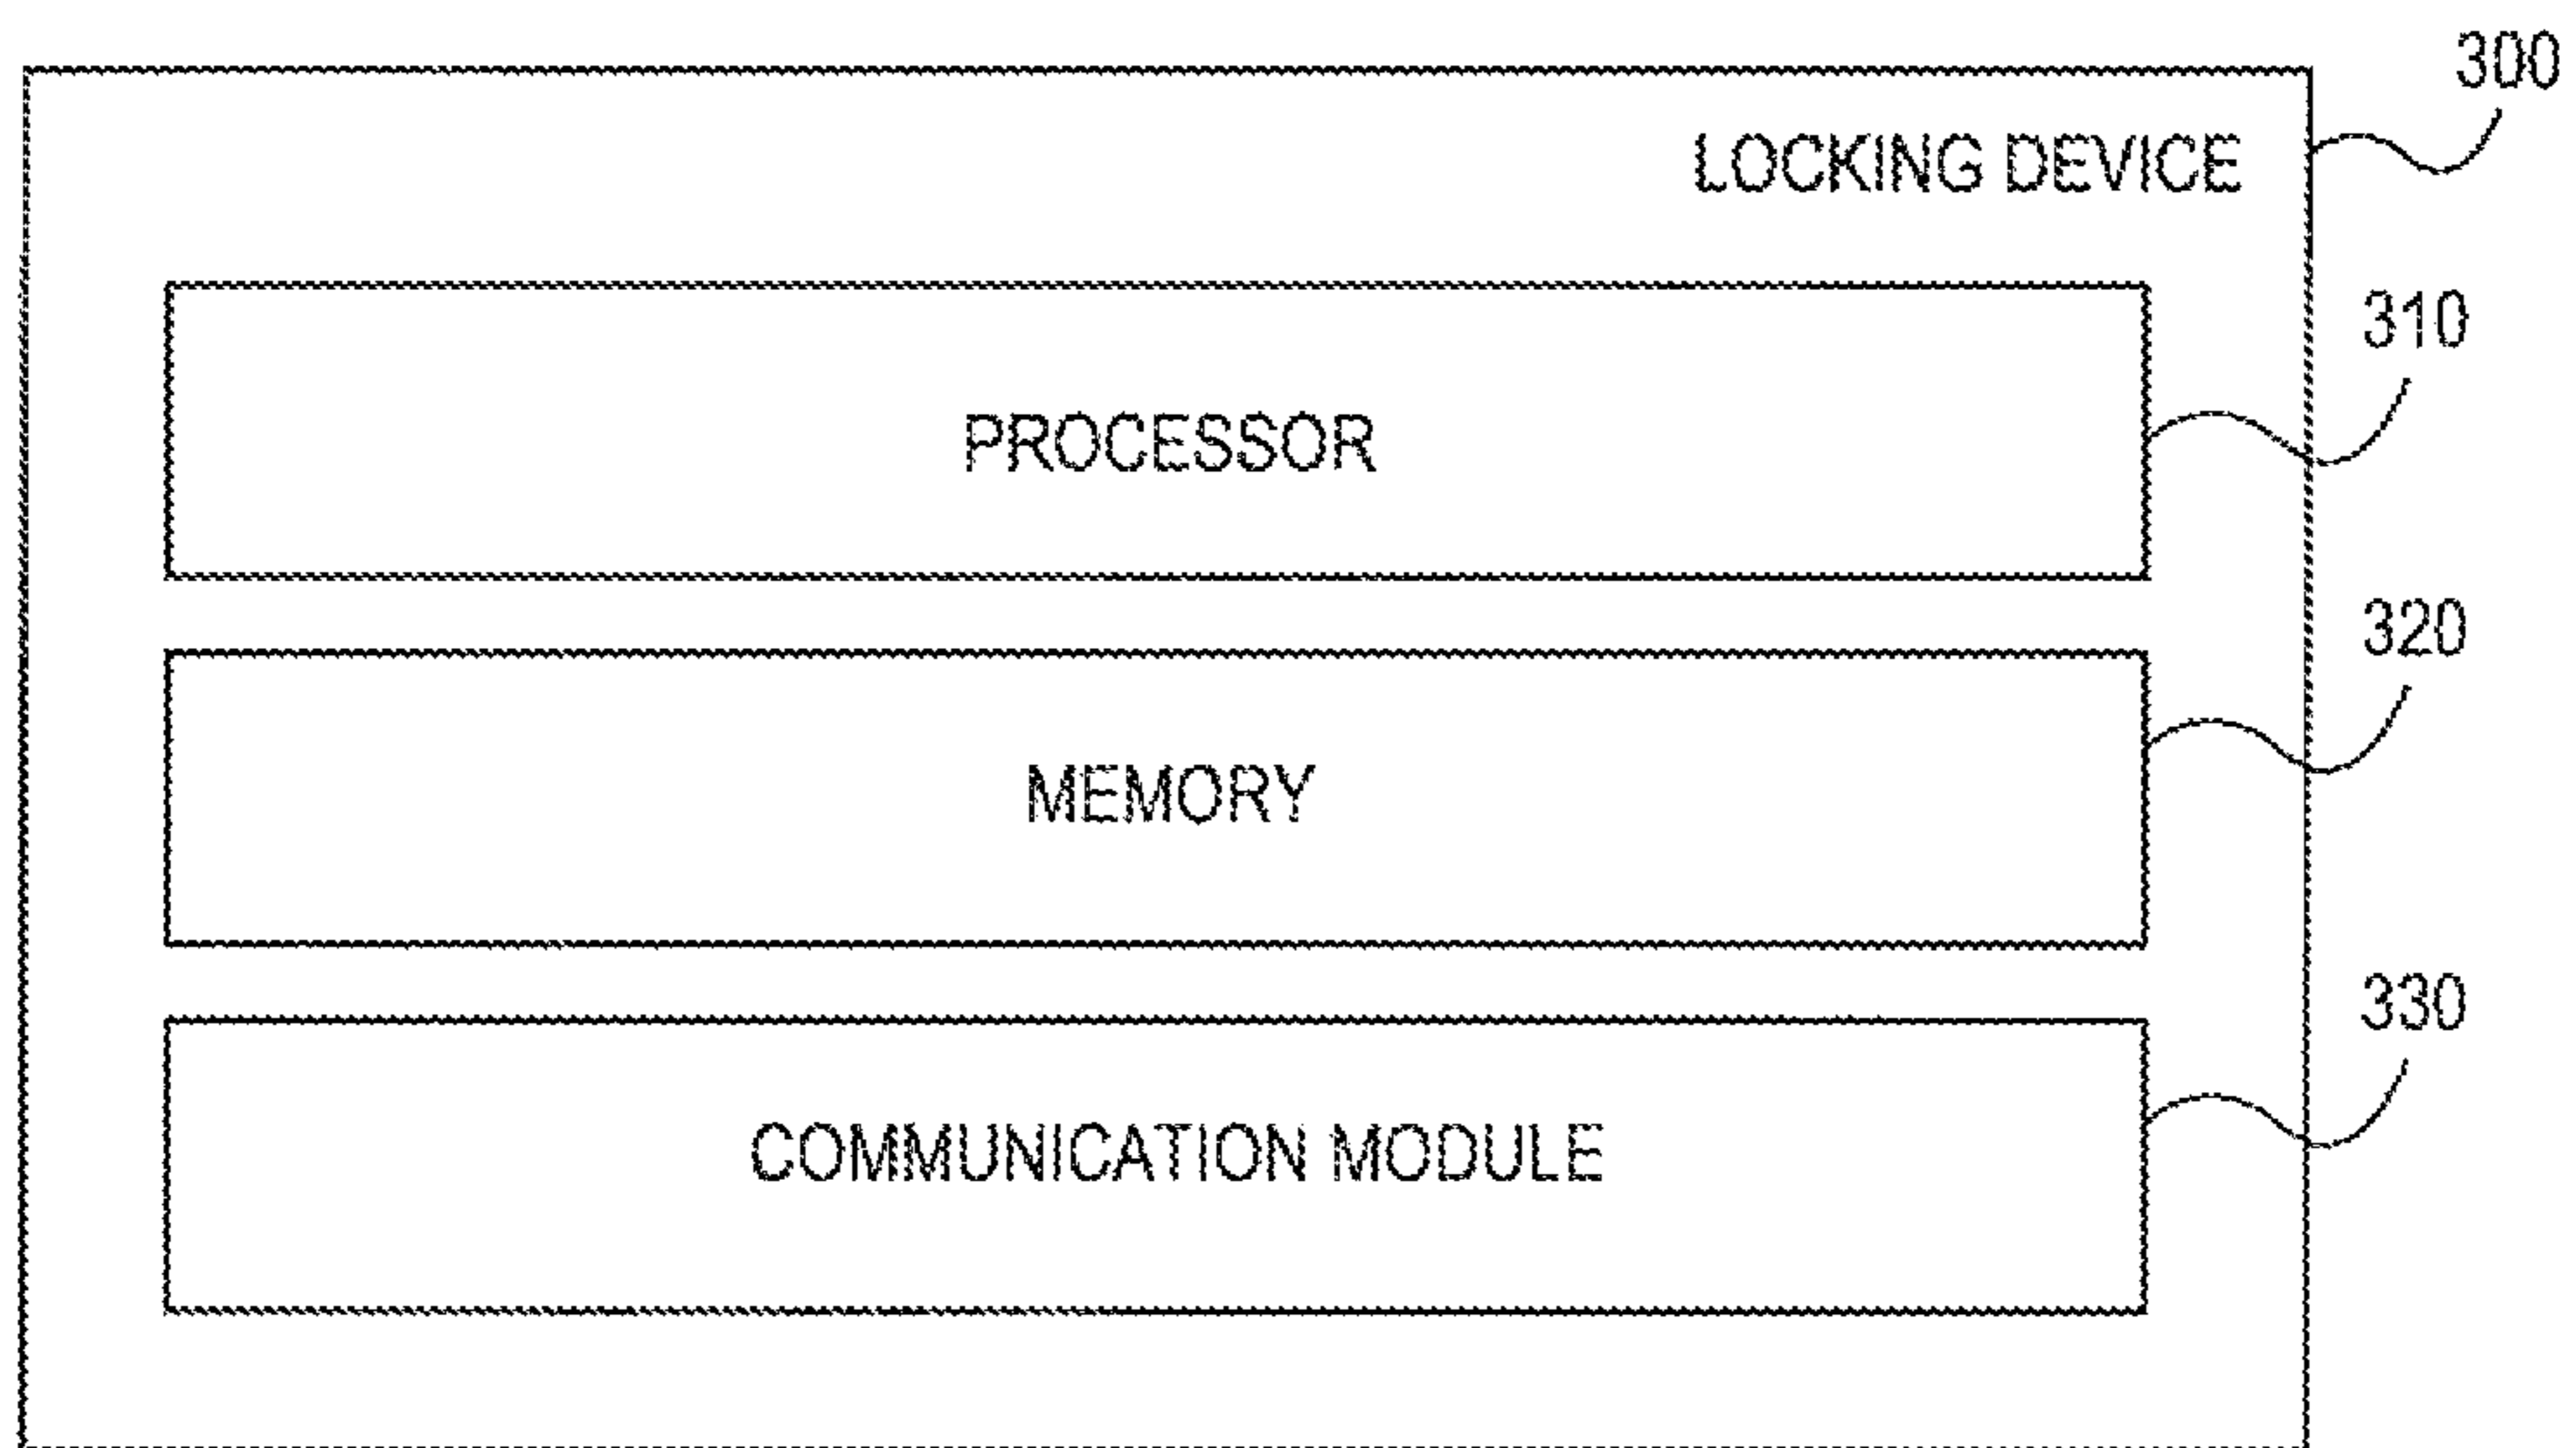 300
LOCKING DEVICE
310
PROCESSOR
320
MEMORY
330
COMMUNICATION MODULE